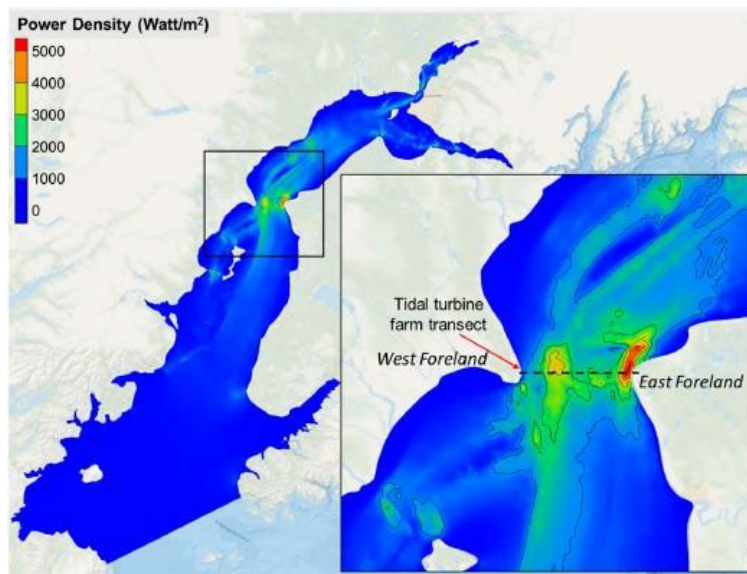 Power Density (Watt/m²)
5000
4000
3000
2000
1000
0
Tidal turbine
farm transect
West Foreland
East Foreland